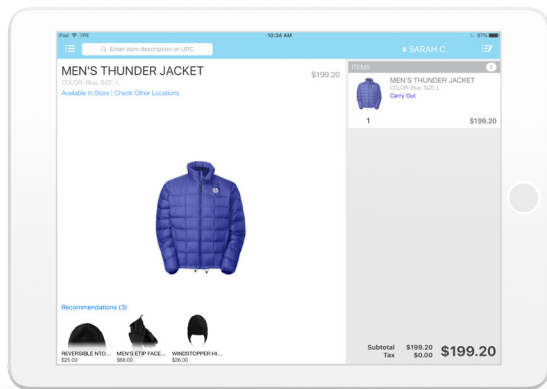 iPad
10:34 AM
97%
Enter item description or UPC
SARAH C.
MEN'S THUNDER JACKET
$199.20
COLOR: Blue, SIZE: L
Available in Store | Check Other Locations
ITEMS
1
MEN'S THUNDER JACKET
COLOR: Blue, SIZE: L
Carry Out
1
$199.20
Recommendations (3)
REVERSIBLE NTO...
$25.00
MEN'S ETIP FACE...
$68.00
WINDSTOPPER HI...
$36.00
Subtotal $199.20
Tax $0.00
$199.20